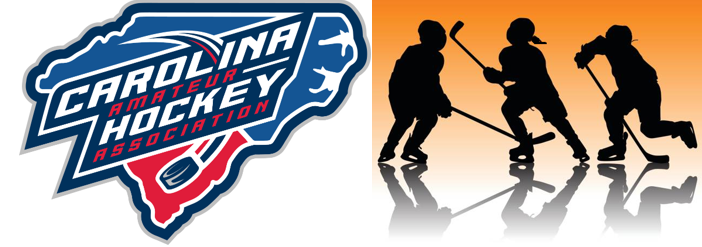 CAROLINA
AMATEUR
HOCKEY
ASSOCIATION